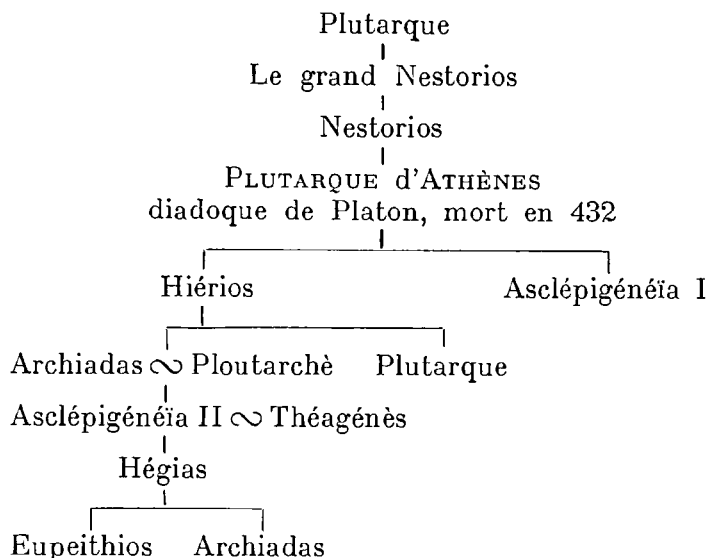 Plutarque
Le grand Nestorios
Nestorios
PLUTARQUE d'ATHÈNES
diadoque de Platon, mort en 432
Hiérios Asclépigénéïa I
Archiadas ∾ Ploutarchè Plutarque
Asclépigénéïa II ∾ Théagénès
Hégias
Eupeithios Archiadas